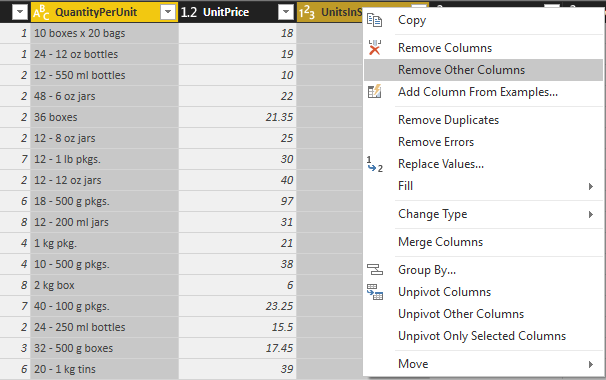 ABC QuantityPerUnit 1.2 UnitPrice 123 UnitsInS
1 10 boxes x 20 bags 18
1 24 - 12 oz bottles 19
2 12 - 550 ml bottles 10
2 48 - 6 oz jars 22
2 36 boxes 21.35
2 12 - 8 oz jars 25
7 12 - 1 lb pkgs. 30
2 12 - 12 oz jars 40
6 18 - 500 g pkgs. 97
8 12 - 200 ml jars 31
4 1 kg pkg. 21
4 10 - 500 g pkgs. 38
8 2 kg box 6
7 40 - 100 g pkgs. 23.25
2 24 - 250 ml bottles 15.5
3 32 - 500 g boxes 17.45
6 20 - 1 kg tins 39
Copy
Remove Columns
Remove Other Columns
Add Column From Examples...
Remove Duplicates
Remove Errors
1 2 Replace Values...
Fill
Change Type
Merge Columns
Group By...
Unpivot Columns
Unpivot Other Columns
Unpivot Only Selected Columns
Move